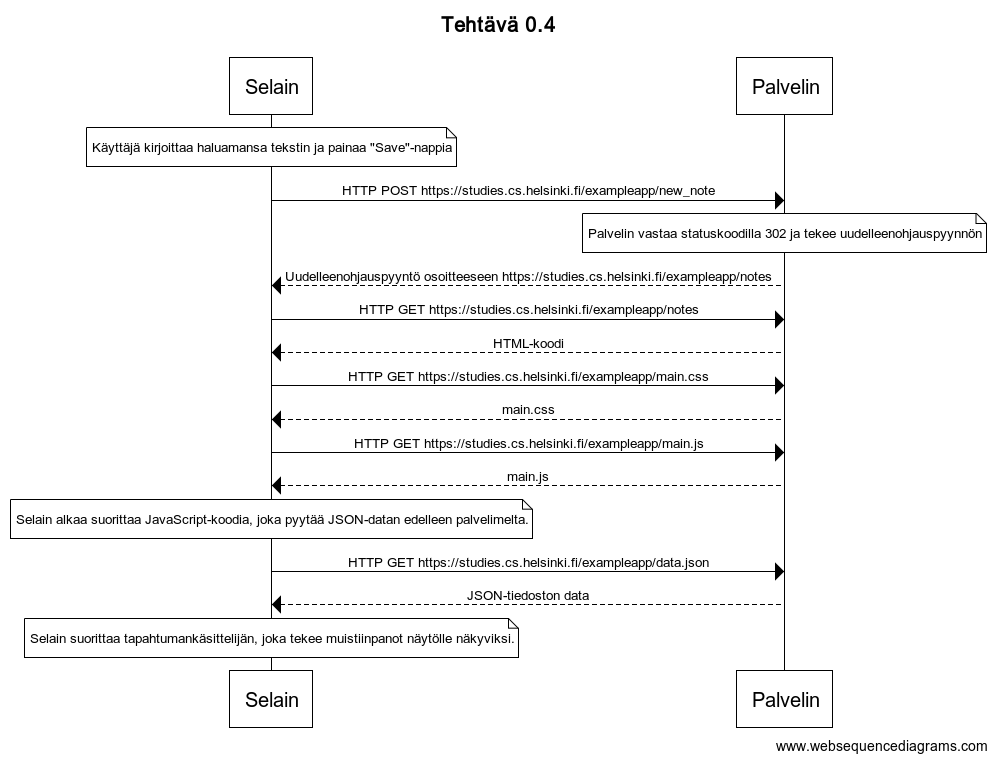 Tehtävä 0.4
Selain
Palvelin
Käyttäjä kirjoittaa haluamansa tekstin ja painaa "Save"-nappia
HTTP POST https://studies.cs.helsinki.fi/exampleapp/new_note
Palvelin vastaa statuskoodilla 302 ja tekee uudelleenohjauspyynnön
Uudelleenohjauspyyntö osoitteeseen https://studies.cs.helsinki.fi/exampleapp/notes
HTTP GET https://studies.cs.helsinki.fi/exampleapp/notes
HTML-koodi
HTTP GET https://studies.cs.helsinki.fi/exampleapp/main.css
main.css
HTTP GET https://studies.cs.helsinki.fi/exampleapp/main.js
main.js
Selain alkaa suorittaa JavaScript-koodia, joka pyytää JSON-datan edelleen palvelimelta.
HTTP GET https://studies.cs.helsinki.fi/exampleapp/data.json
JSON-tiedoston data
Selain suorittaa tapahtumankäsittelijän, joka tekee muistiinpanot näytölle näkyviksi.
Selain
Palvelin
www.websequencediagrams.com